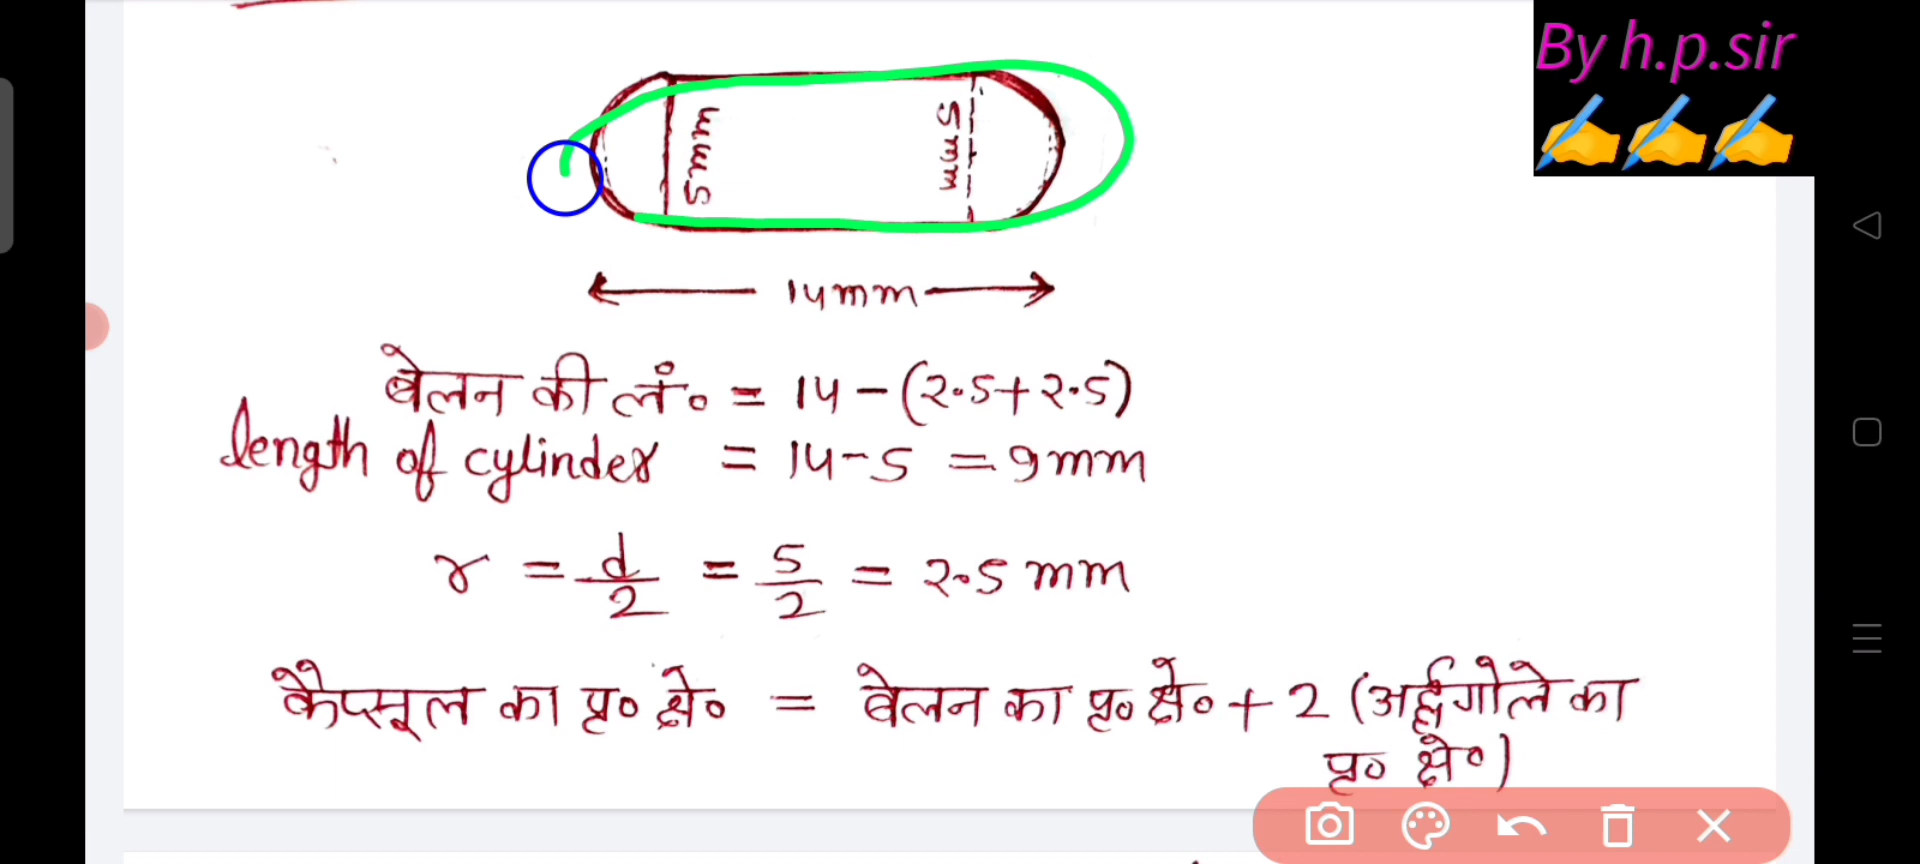 By h.p.sir
5mm
5mm
14mm
बेलन की लं० = 14 - (2.5+2.5)
length of cylinder = 14-5 = 9mm
r = d/2 = 5/2 = 2.5 mm
कैप्सूल का पृ० क्षे० = बेलन का पृ० क्षे० + 2 (अर्द्धगोले का
पृ० क्षे०)